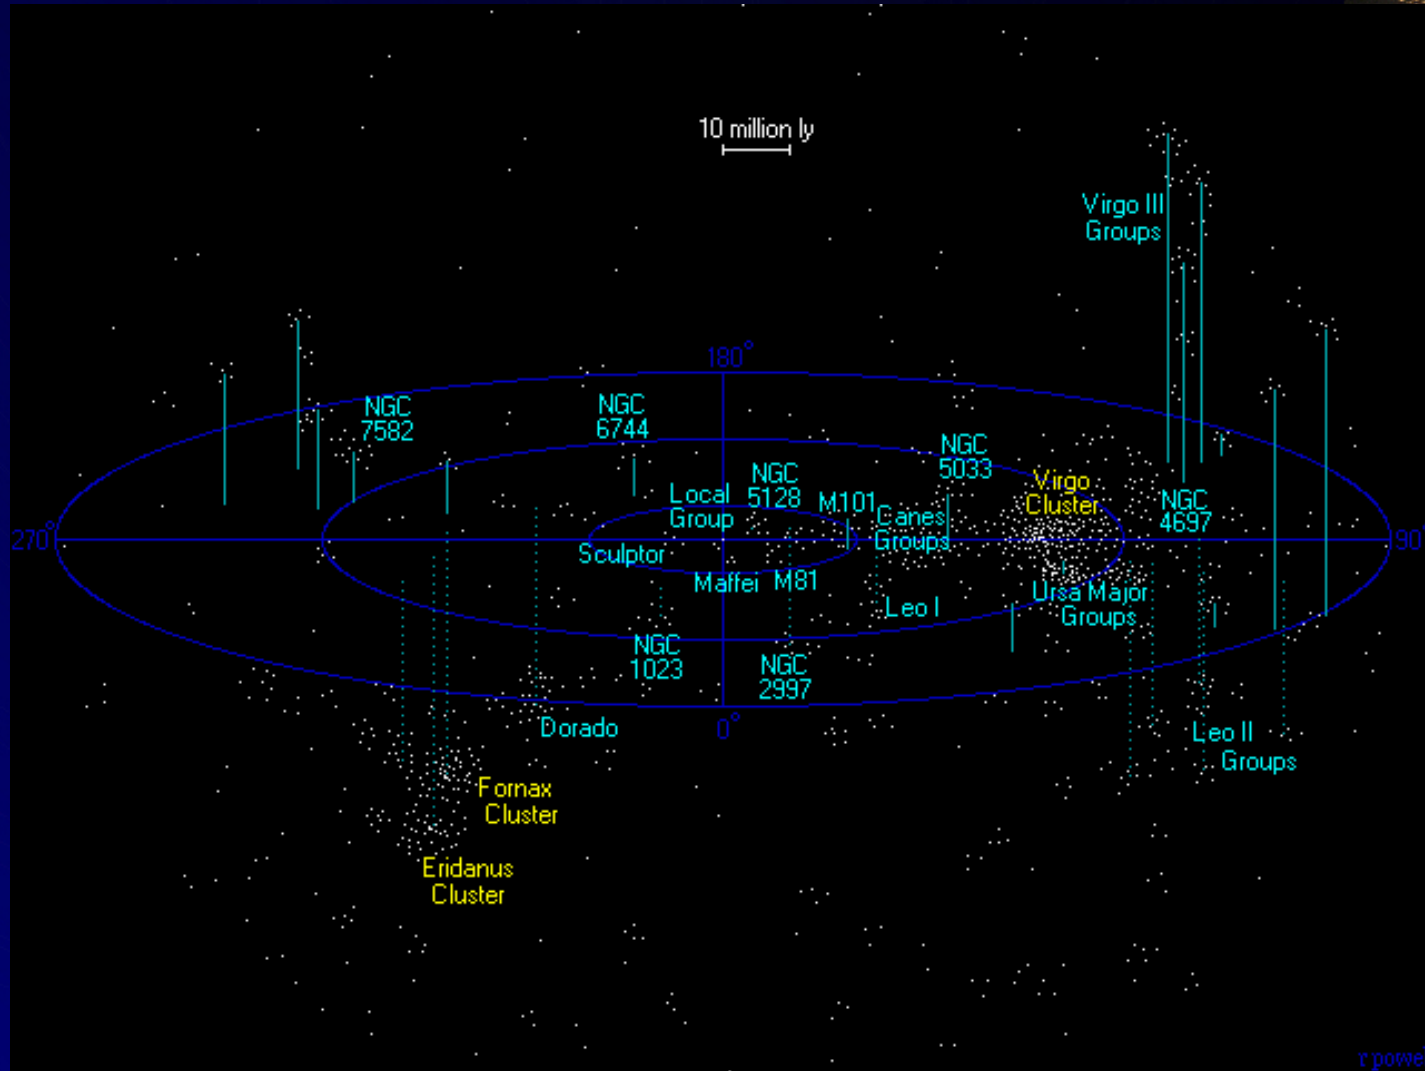 10 million ly
Virgo III
Groups
180°
NGC
7582
NGC
6744
NGC
5033
NGC
5128
Virgo
Cluster
Local
Group
M101
Canes
Groups
NGC
4697
270°
90
Sculptor
Maffei
M81
Ursa Major
Groups
Leo I
NGC
1023
NGC
2997
Dorado
0°
Leo II
Groups
Fornax
Cluster
Eridanus
Cluster
rpowe